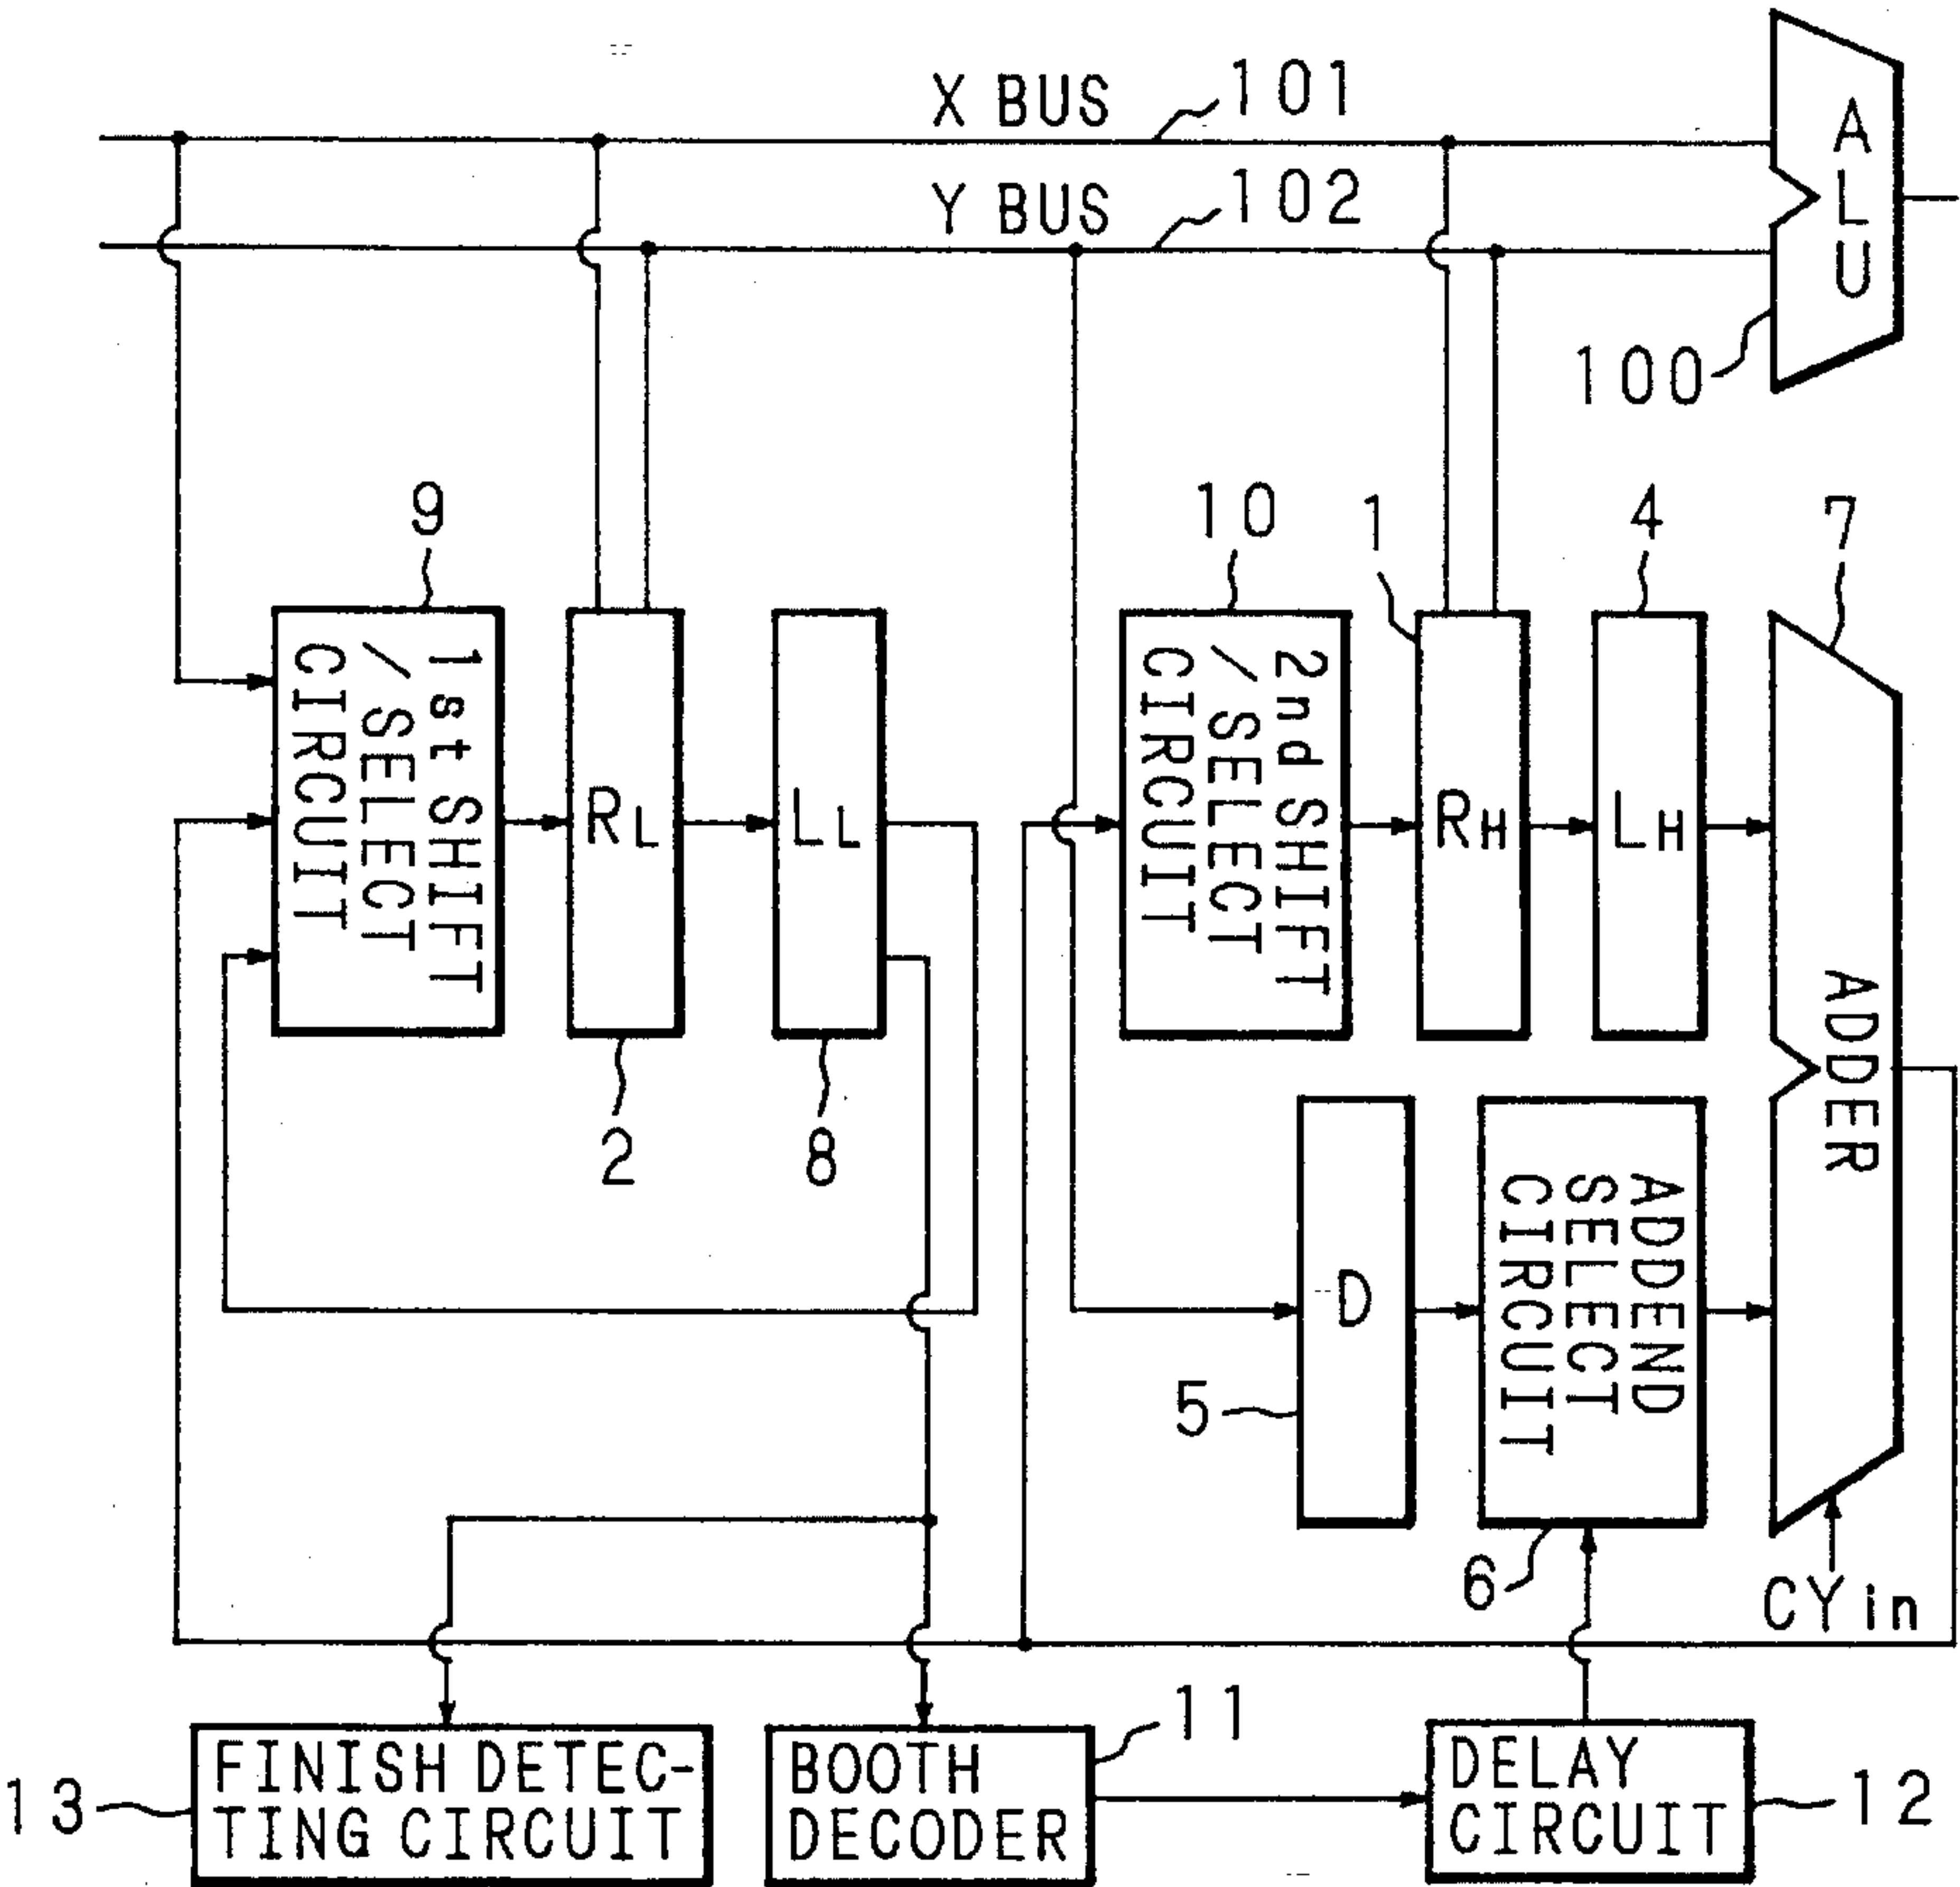 X BUS
101
Y BUS
102
ALU
100
9
10
1
4
7
1st SHIFT
/SELECT
CIRCUIT
RL
LL
2nd SHIFT
/SELECT
CIRCUIT
RH
LH
ADDER
2
8
D
ADDEND
SELECT
CIRCUIT
5
6
CYin
11
FINISH DETEC-
TING CIRCUIT
13
BOOTH
DECODER
DELAY
CIRCUIT
12